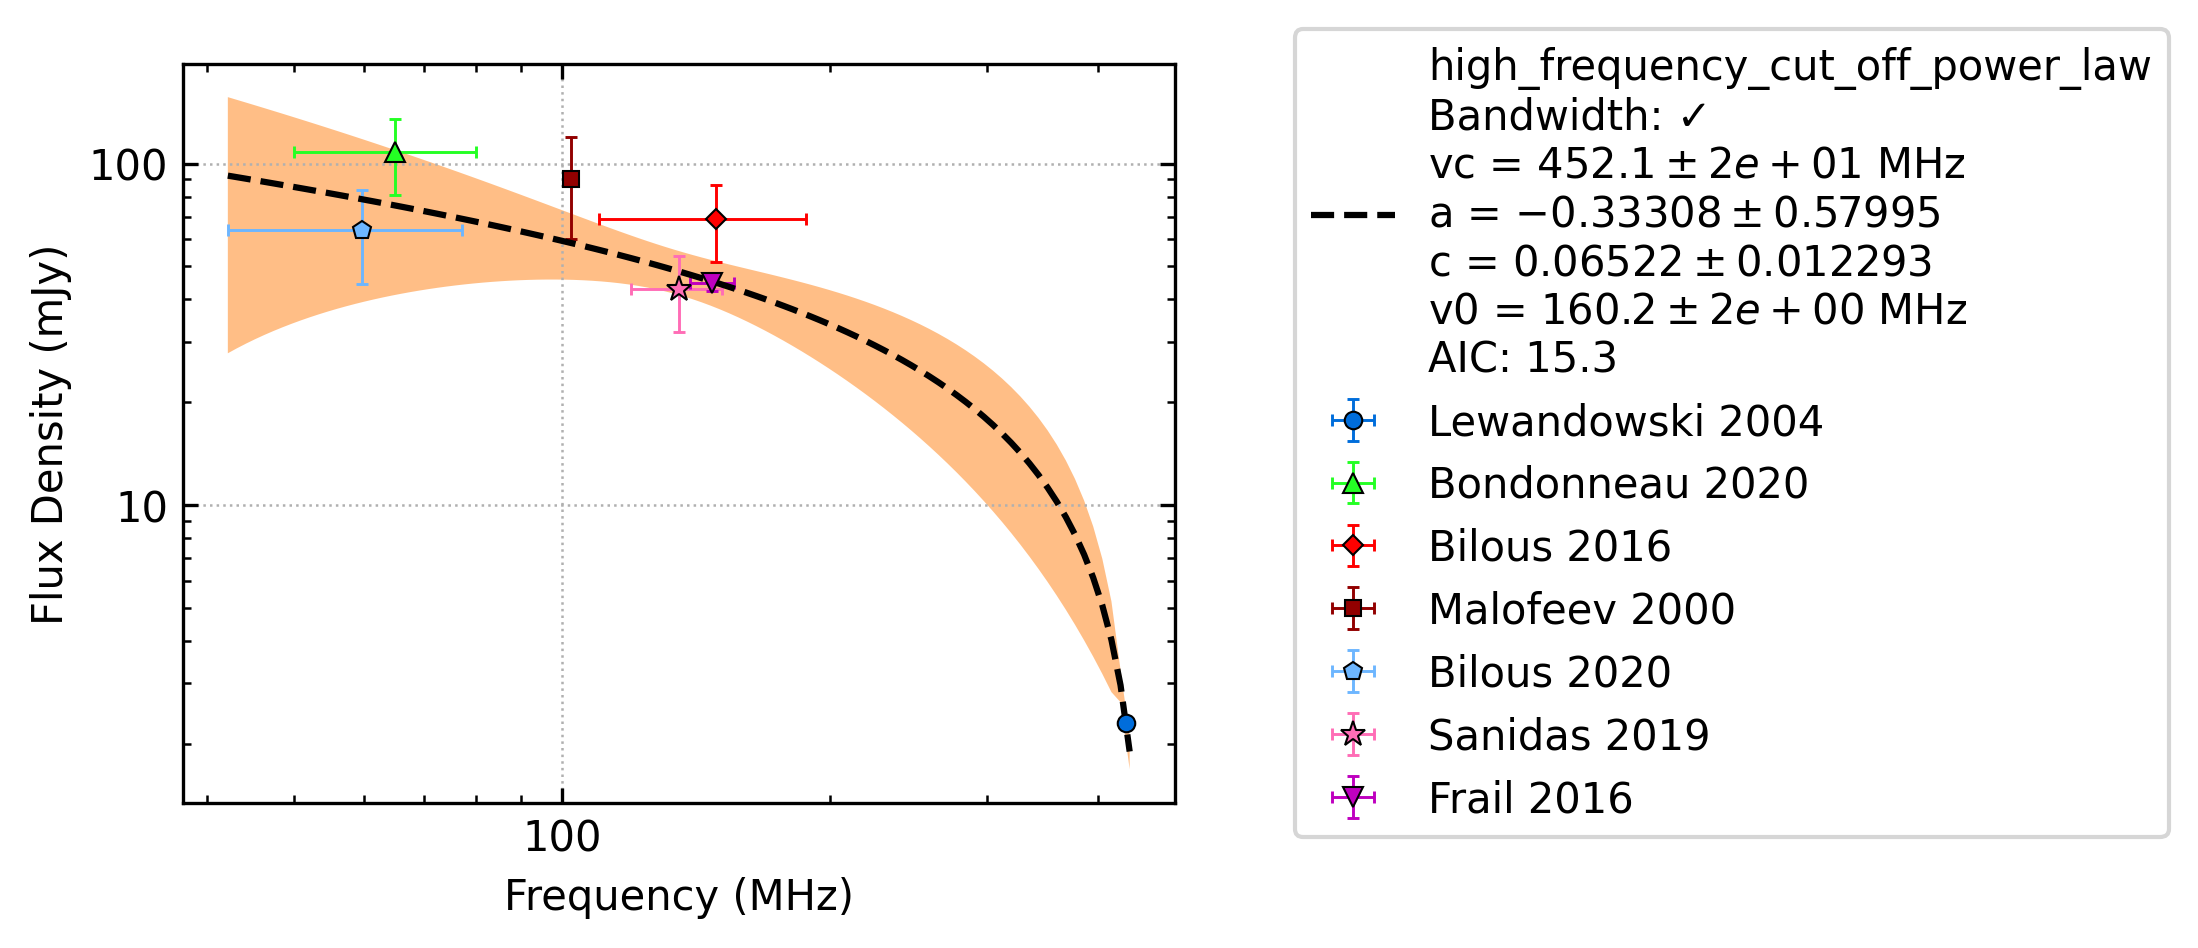 100
10
Flux Density (mJy)
100
Frequency (MHz)
high_frequency_cut_off_power_law
Bandwidth: ✓
vc = 452.1 ± 2e + 01 MHz
a = −0.33308 ± 0.57995
c = 0.06522 ± 0.012293
v0 = 160.2 ± 2e + 00 MHz
AIC: 15.3
Lewandowski 2004
Bondonneau 2020
Bilous 2016
Malofeev 2000
Bilous 2020
Sanidas 2019
Frail 2016